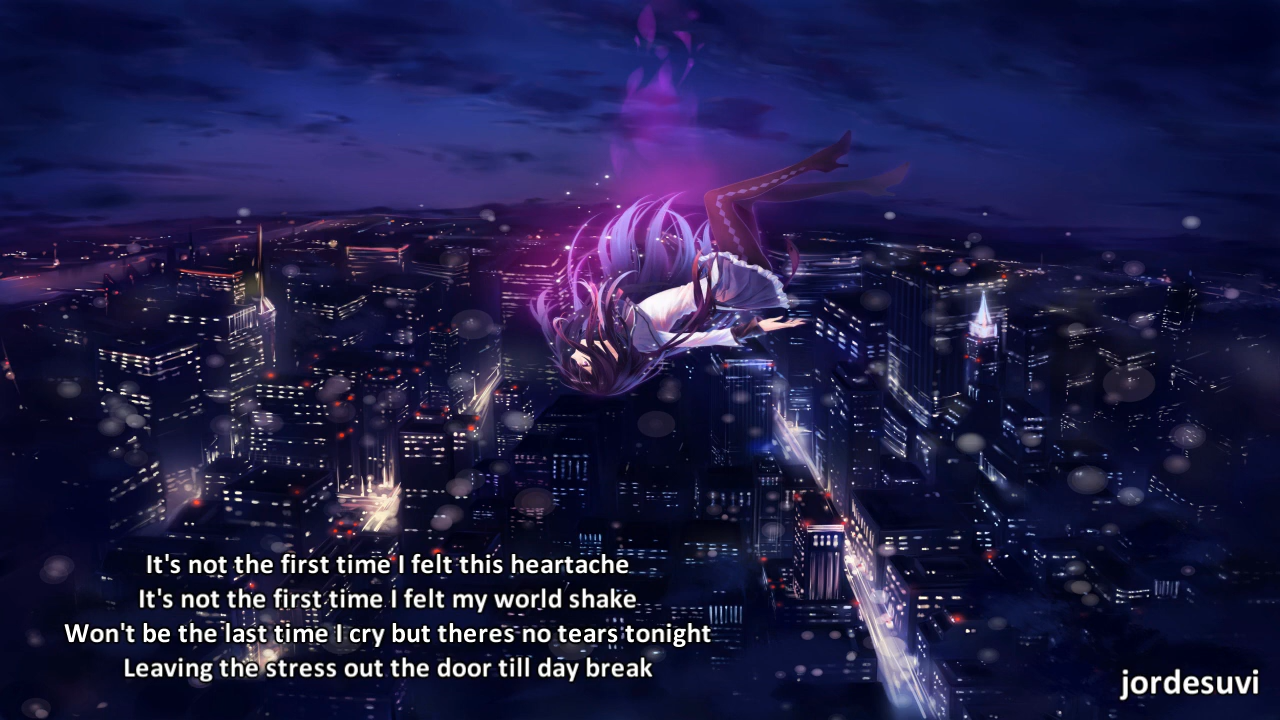 It's not the first time I felt this heartache
It's not the first time I felt my world shake
Won't be the last time I cry but theres no tears tonight
Leaving the stress out the door till day break
jordesuvi